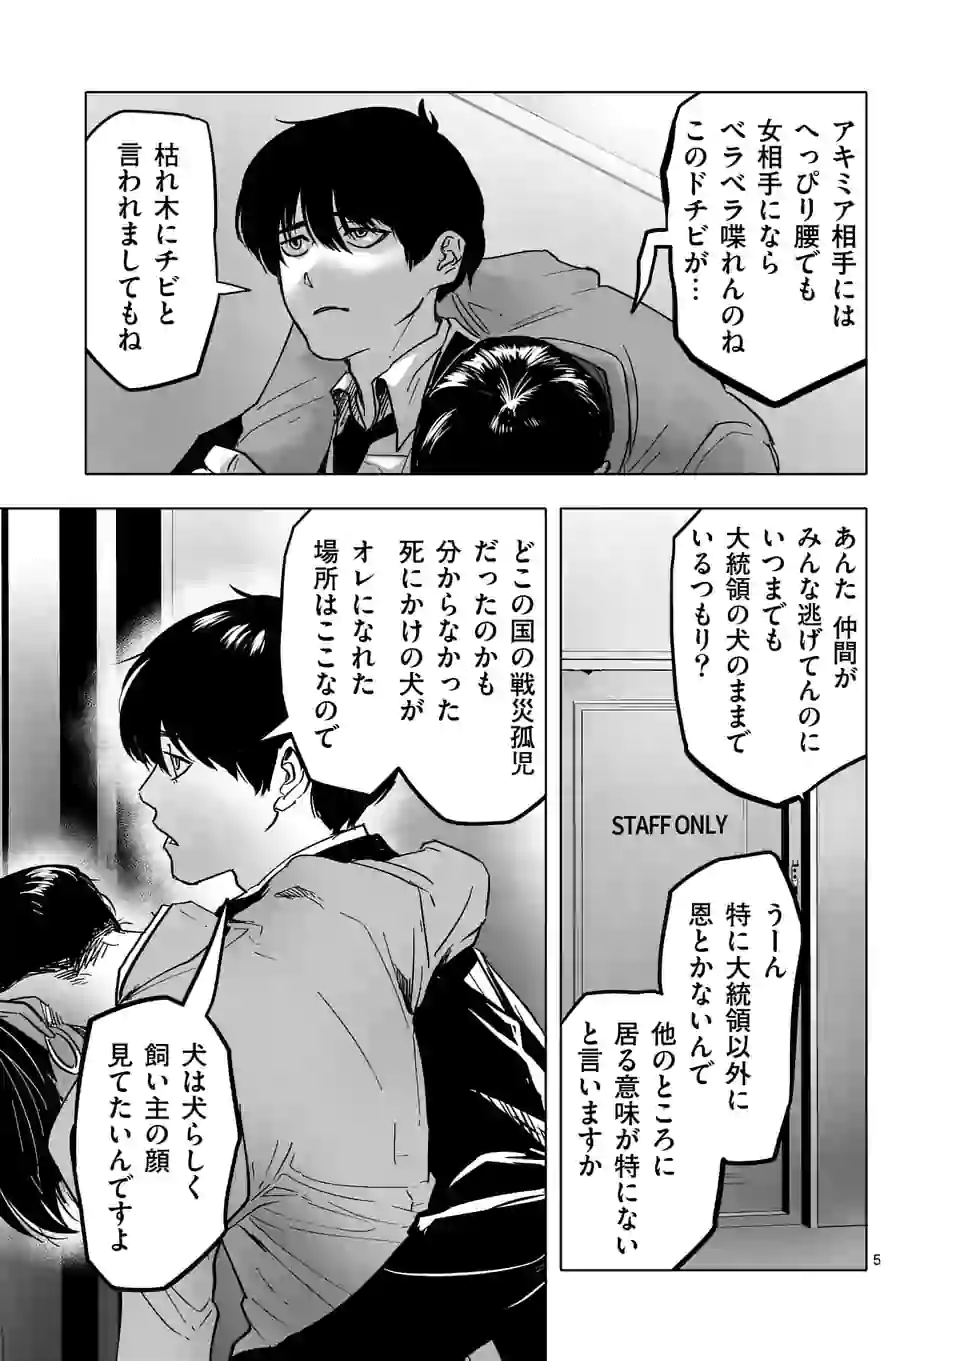 アキミア相手には
へっぴり腰でも
女相手になら
ベラベラ喋れんのね
このドチビが…
枯れ木にチビと
言われましてもね
あんた 仲間が
みんな逃げてんのに
いつまでも
大統領の犬のままで
いるつもり?
STAFF ONLY
うーん
特に大統領以外に
恩とかないんで
他のところに
居る意味が特にない
と言いますか
どこの国の戦災孤児
だったのかも
分からなかった
死にかけの犬が
オレになれた
場所はここなので
犬は犬らしく
飼い主の顔
見てたいんですよ
5